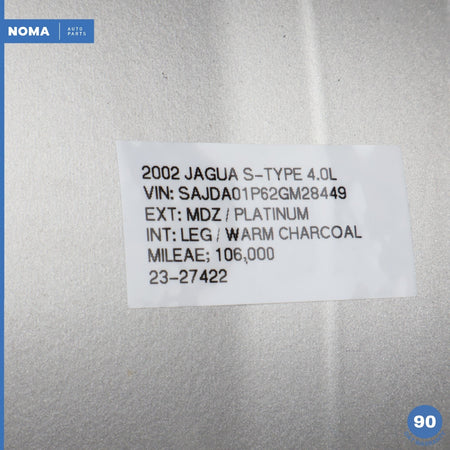 NOMA AUTO
PARTS
2002 JAGUA S-TYPE 4.0L
VIN: SAJDA01P62GM28449
EXT: MDZ / PLATINUM
INT: LEG / WARM CHARCOAL
MILEAE; 106,000
23-27422
90